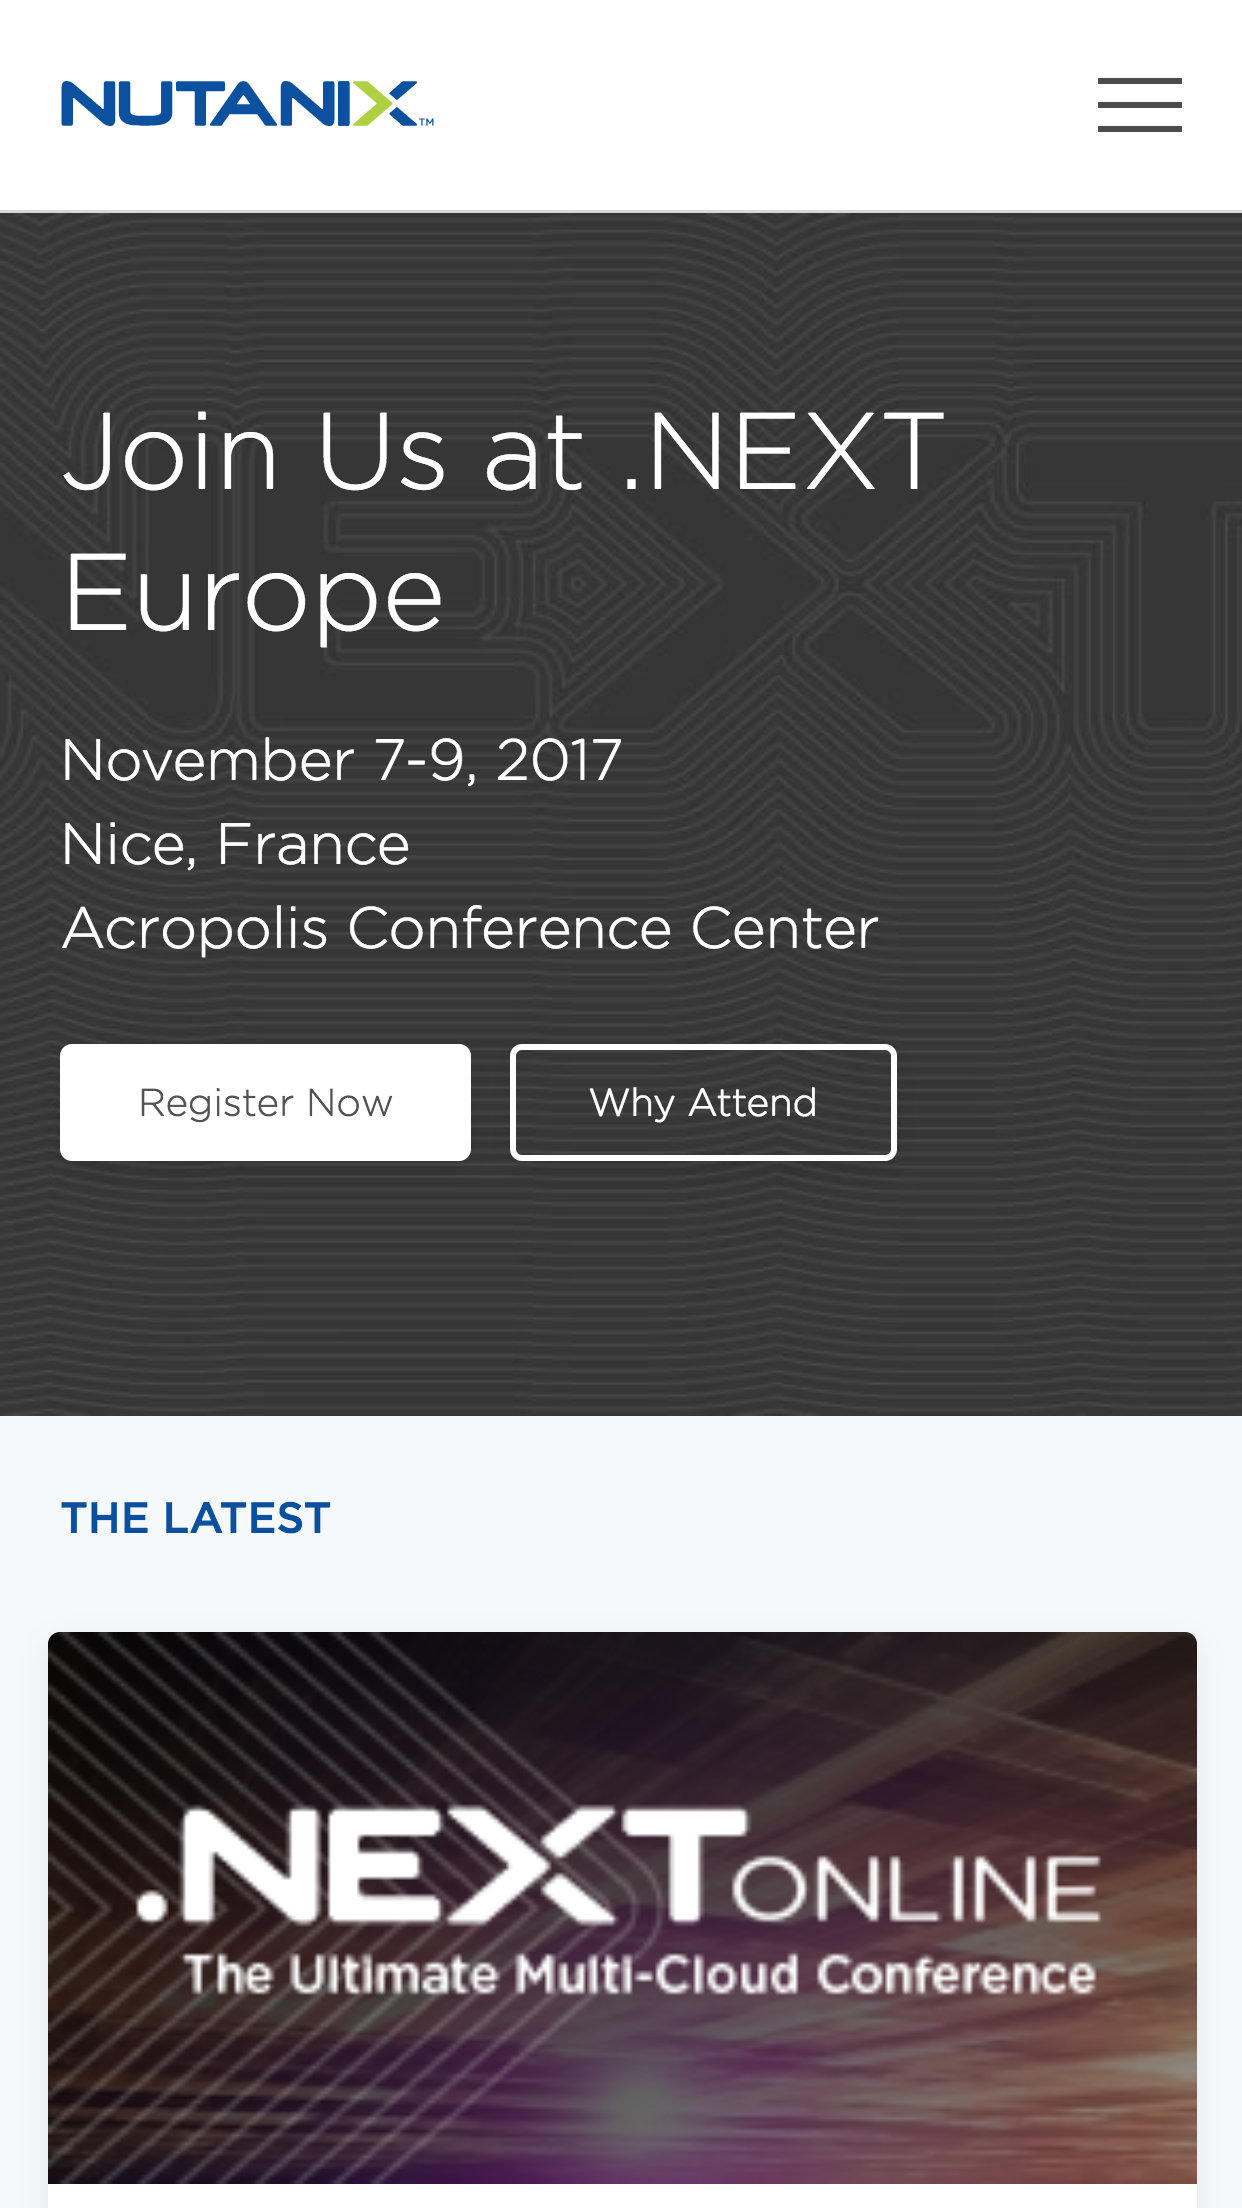 NUTANIX™
Join Us at .NEXT
Europe
November 7-9, 2017
Nice, France
Acropolis Conference Center
Register Now
Why Attend
THE LATEST
.NEXT ONLINE
The Ultimate Multi-Cloud Conference